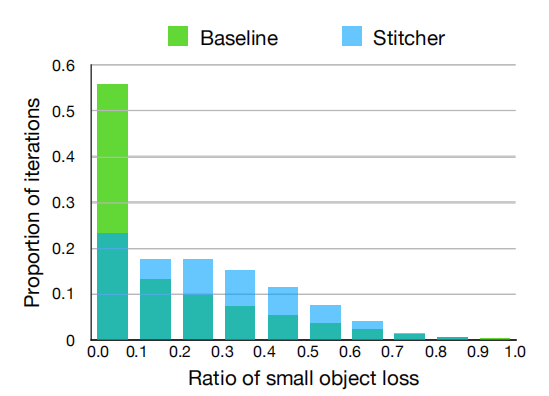 Baseline Stitcher
Proportion of iterations
0.6
0.5
0.4
0.3
0.2
0.1
0
0.0 0.1 0.2 0.3 0.4 0.5 0.6 0.7 0.8 0.9 1.0
Ratio of small object loss